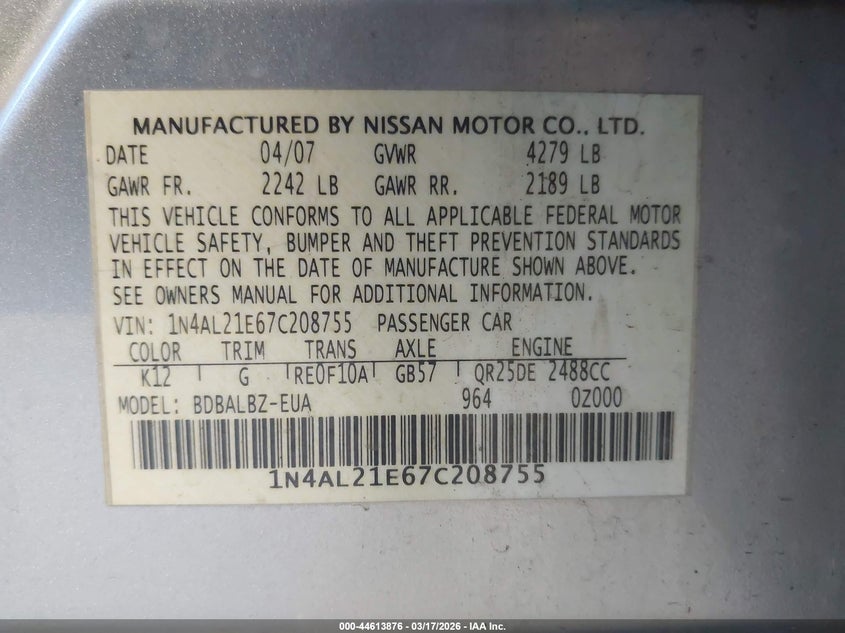 MANUFACTURED BY NISSAN MOTOR CO., LTD.
DATE 04/07 GVWR 4279 LB
GAWR FR. 2242 LB GAWR RR. 2189 LB
THIS VEHICLE CONFORMS TO ALL APPLICABLE FEDERAL MOTOR
VEHICLE SAFETY, BUMPER AND THEFT PREVENTION STANDARDS
IN EFFECT ON THE DATE OF MANUFACTURE SHOWN ABOVE.
SEE OWNERS MANUAL FOR ADDITIONAL INFORMATION.
VIN: 1N4AL21E67C208755 PASSENGER CAR
COLOR TRIM TRANS AXLE ENGINE
K12 G RE0F10A GB57 QR25DE 2488CC
MODEL: BDBALBZ-EUA 964 0Z000
1N4AL21E67C208755
000-44613876 — 03/17/2026 — IAA Inc.